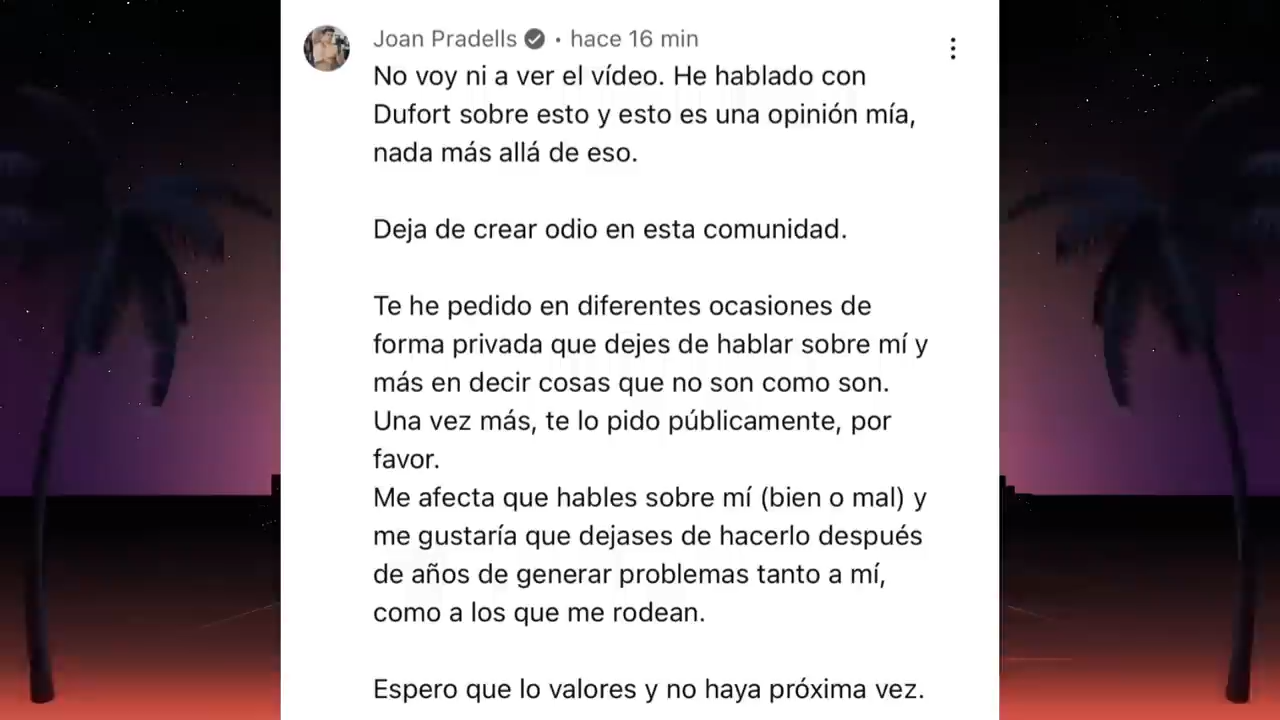 Joan Pradells • hace 16 min
No voy ni a ver el vídeo. He hablado con
Dufort sobre esto y esto es una opinión mía,
nada más allá de eso.
Deja de crear odio en esta comunidad.
Te he pedido en diferentes ocasiones de
forma privada que dejes de hablar sobre mí y
más en decir cosas que no son como son.
Una vez más, te lo pido públicamente, por
favor.
Me afecta que hables sobre mí (bien o mal) y
me gustaría que dejases de hacerlo después
de años de generar problemas tanto a mí,
como a los que me rodean.
Espero que lo valores y no haya próxima vez.